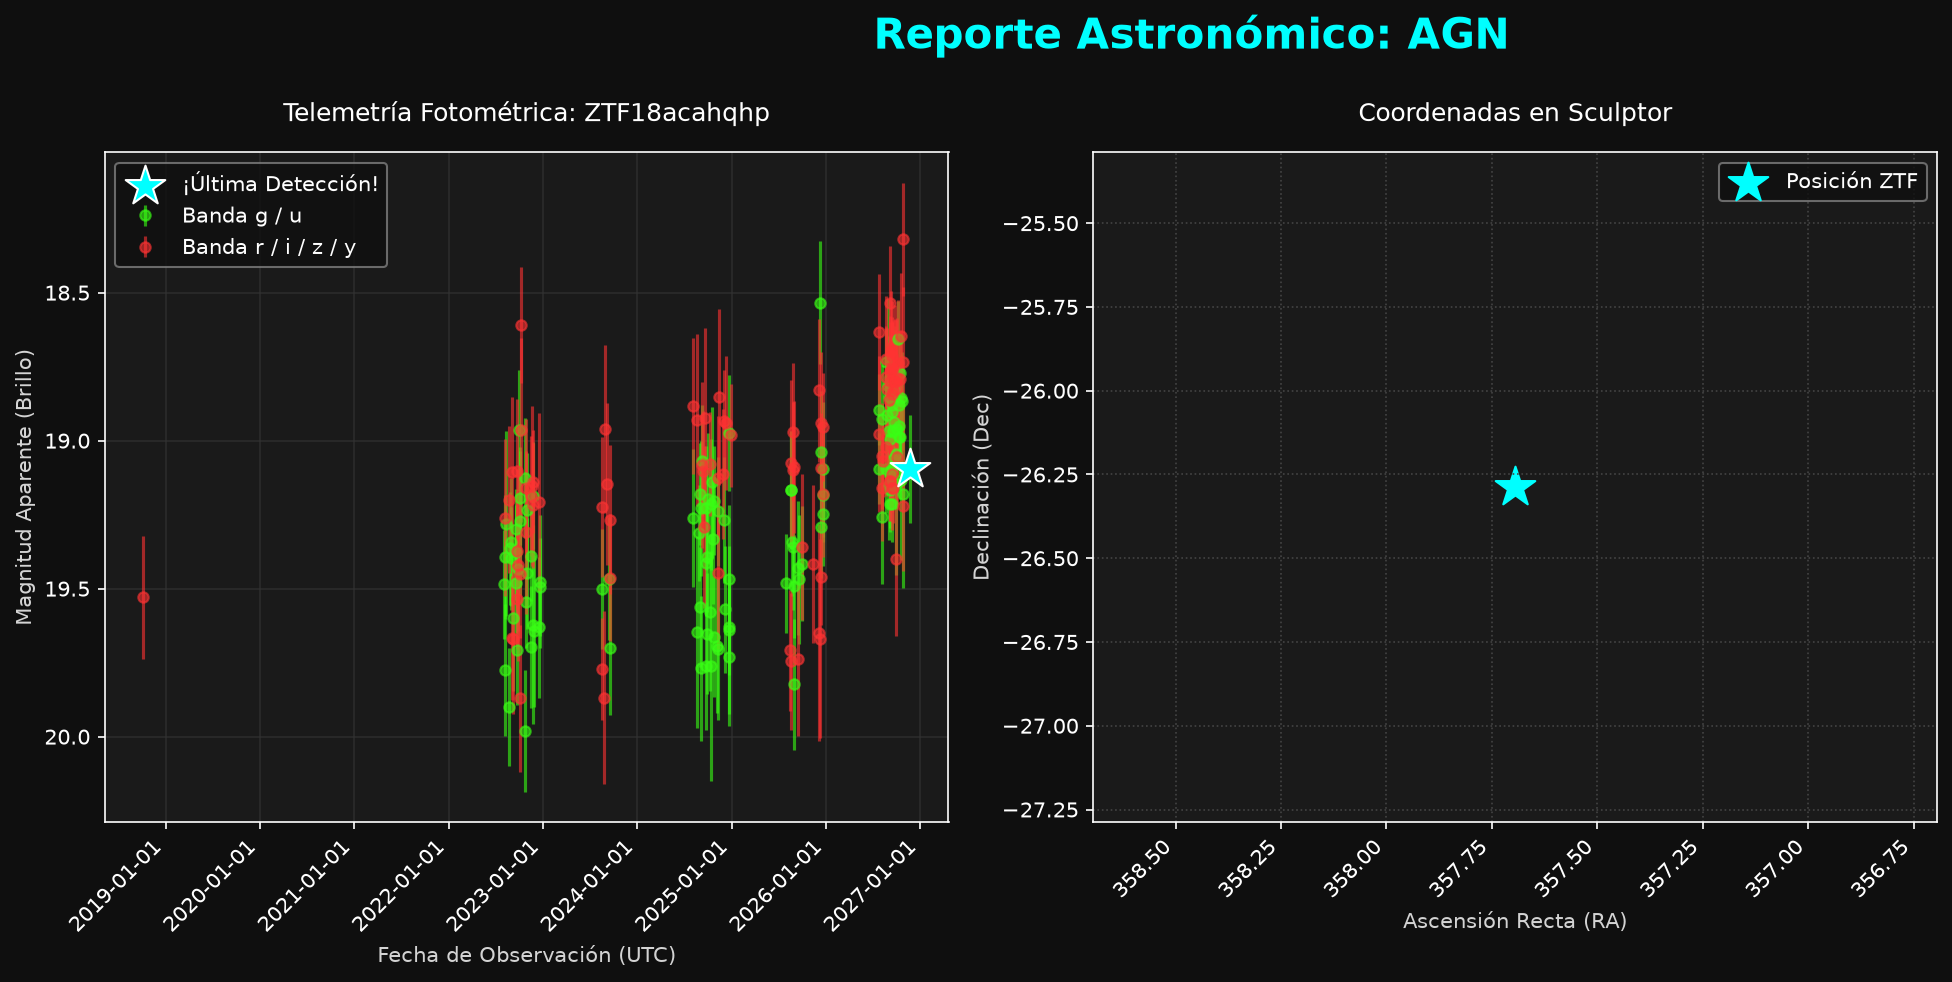 Reporte Astronómico: AGN
Telemetría Fotométrica: ZTF18acahqhp
¡Última Detección!
Banda g / u
Banda r / i / z / y
Magnitud Aparente (Brillo)
18.5
19.0
19.5
20.0
2019-01-01
2020-01-01
2021-01-01
2022-01-01
2023-01-01
2024-01-01
2025-01-01
2026-01-01
2027-01-01
Fecha de Observación (UTC)
Coordenadas en Sculptor
Posición ZTF
Declinación (Dec)
−25.50
−25.75
−26.00
−26.25
−26.50
−26.75
−27.00
−27.25
358.50
358.25
358.00
357.75
357.50
357.25
357.00
356.75
Ascensión Recta (RA)